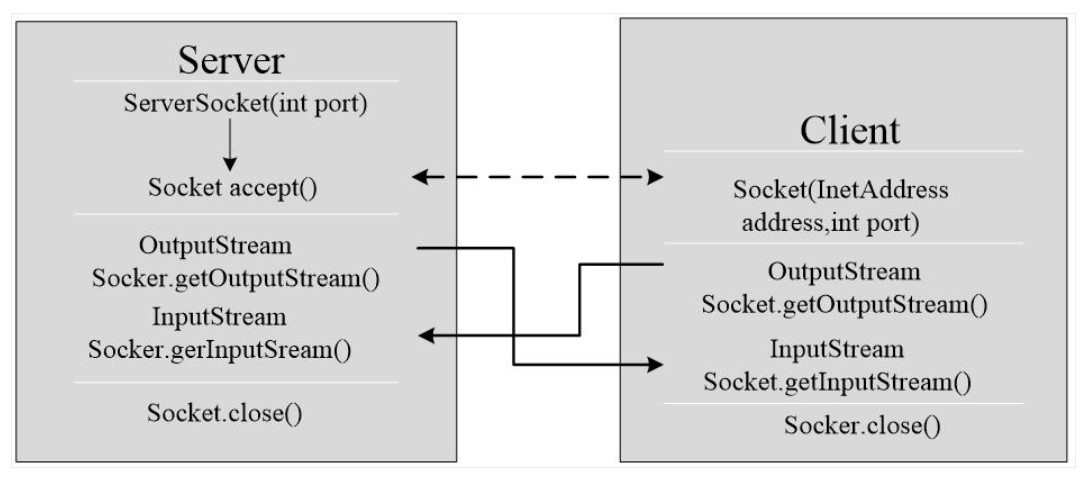 Server
ServerSocket(int port)
Socket accept()
OutputStream
Socker.getOutputStream()
InputStream
Socker.gerInputSream()
Socket.close()
Client
Socket(InetAddress
address,int port)
OutputStream
Socket.getOutputStream()
InputStream
Socket.getInputStream()
Socker.close()